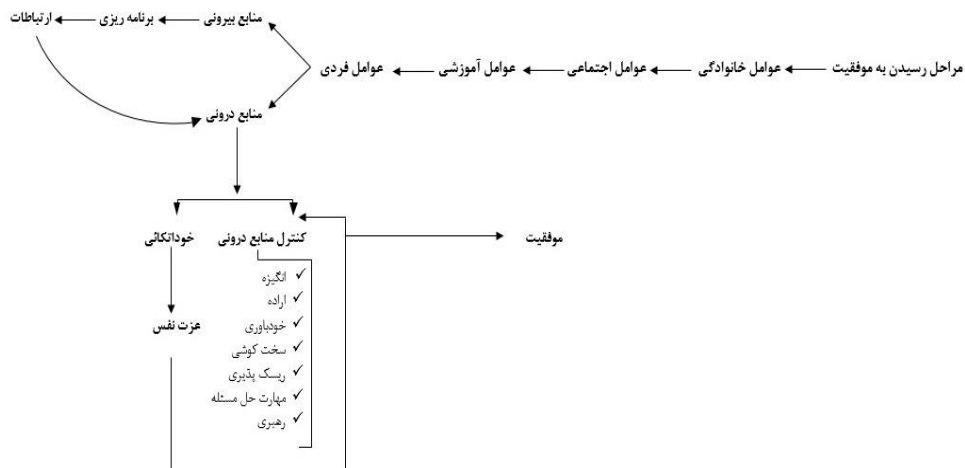 منابع بیرونی
برنامه ریزی
ارتباطات
مراحل رسیدن به موفقیت
عوامل خانوادگی
عوامل اجتماعی
عوامل آموزشی
عوامل فردی
منابع درونی
موفقیت
کنترل منابع درونی
خوداتکائی
✓ انگیزه
✓ اراده
✓ خودباوری
✓ سخت کوشی
✓ ریسک پذیری
✓ مهارت حل مسئله
✓ رهبری
عزت نفس